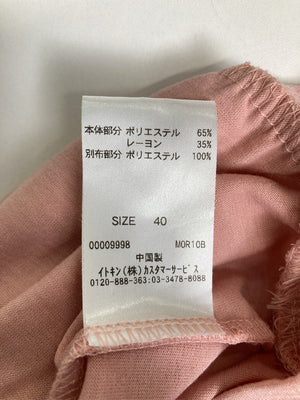 本体部分 ポリエステル 65%
レーヨン 35%
別布部分 ポリエステル 100%
SIZE 40
00009998 MOR10B
中国製
イトキン(株)カスタマーサービス
0120-888-363:03-3478-8088